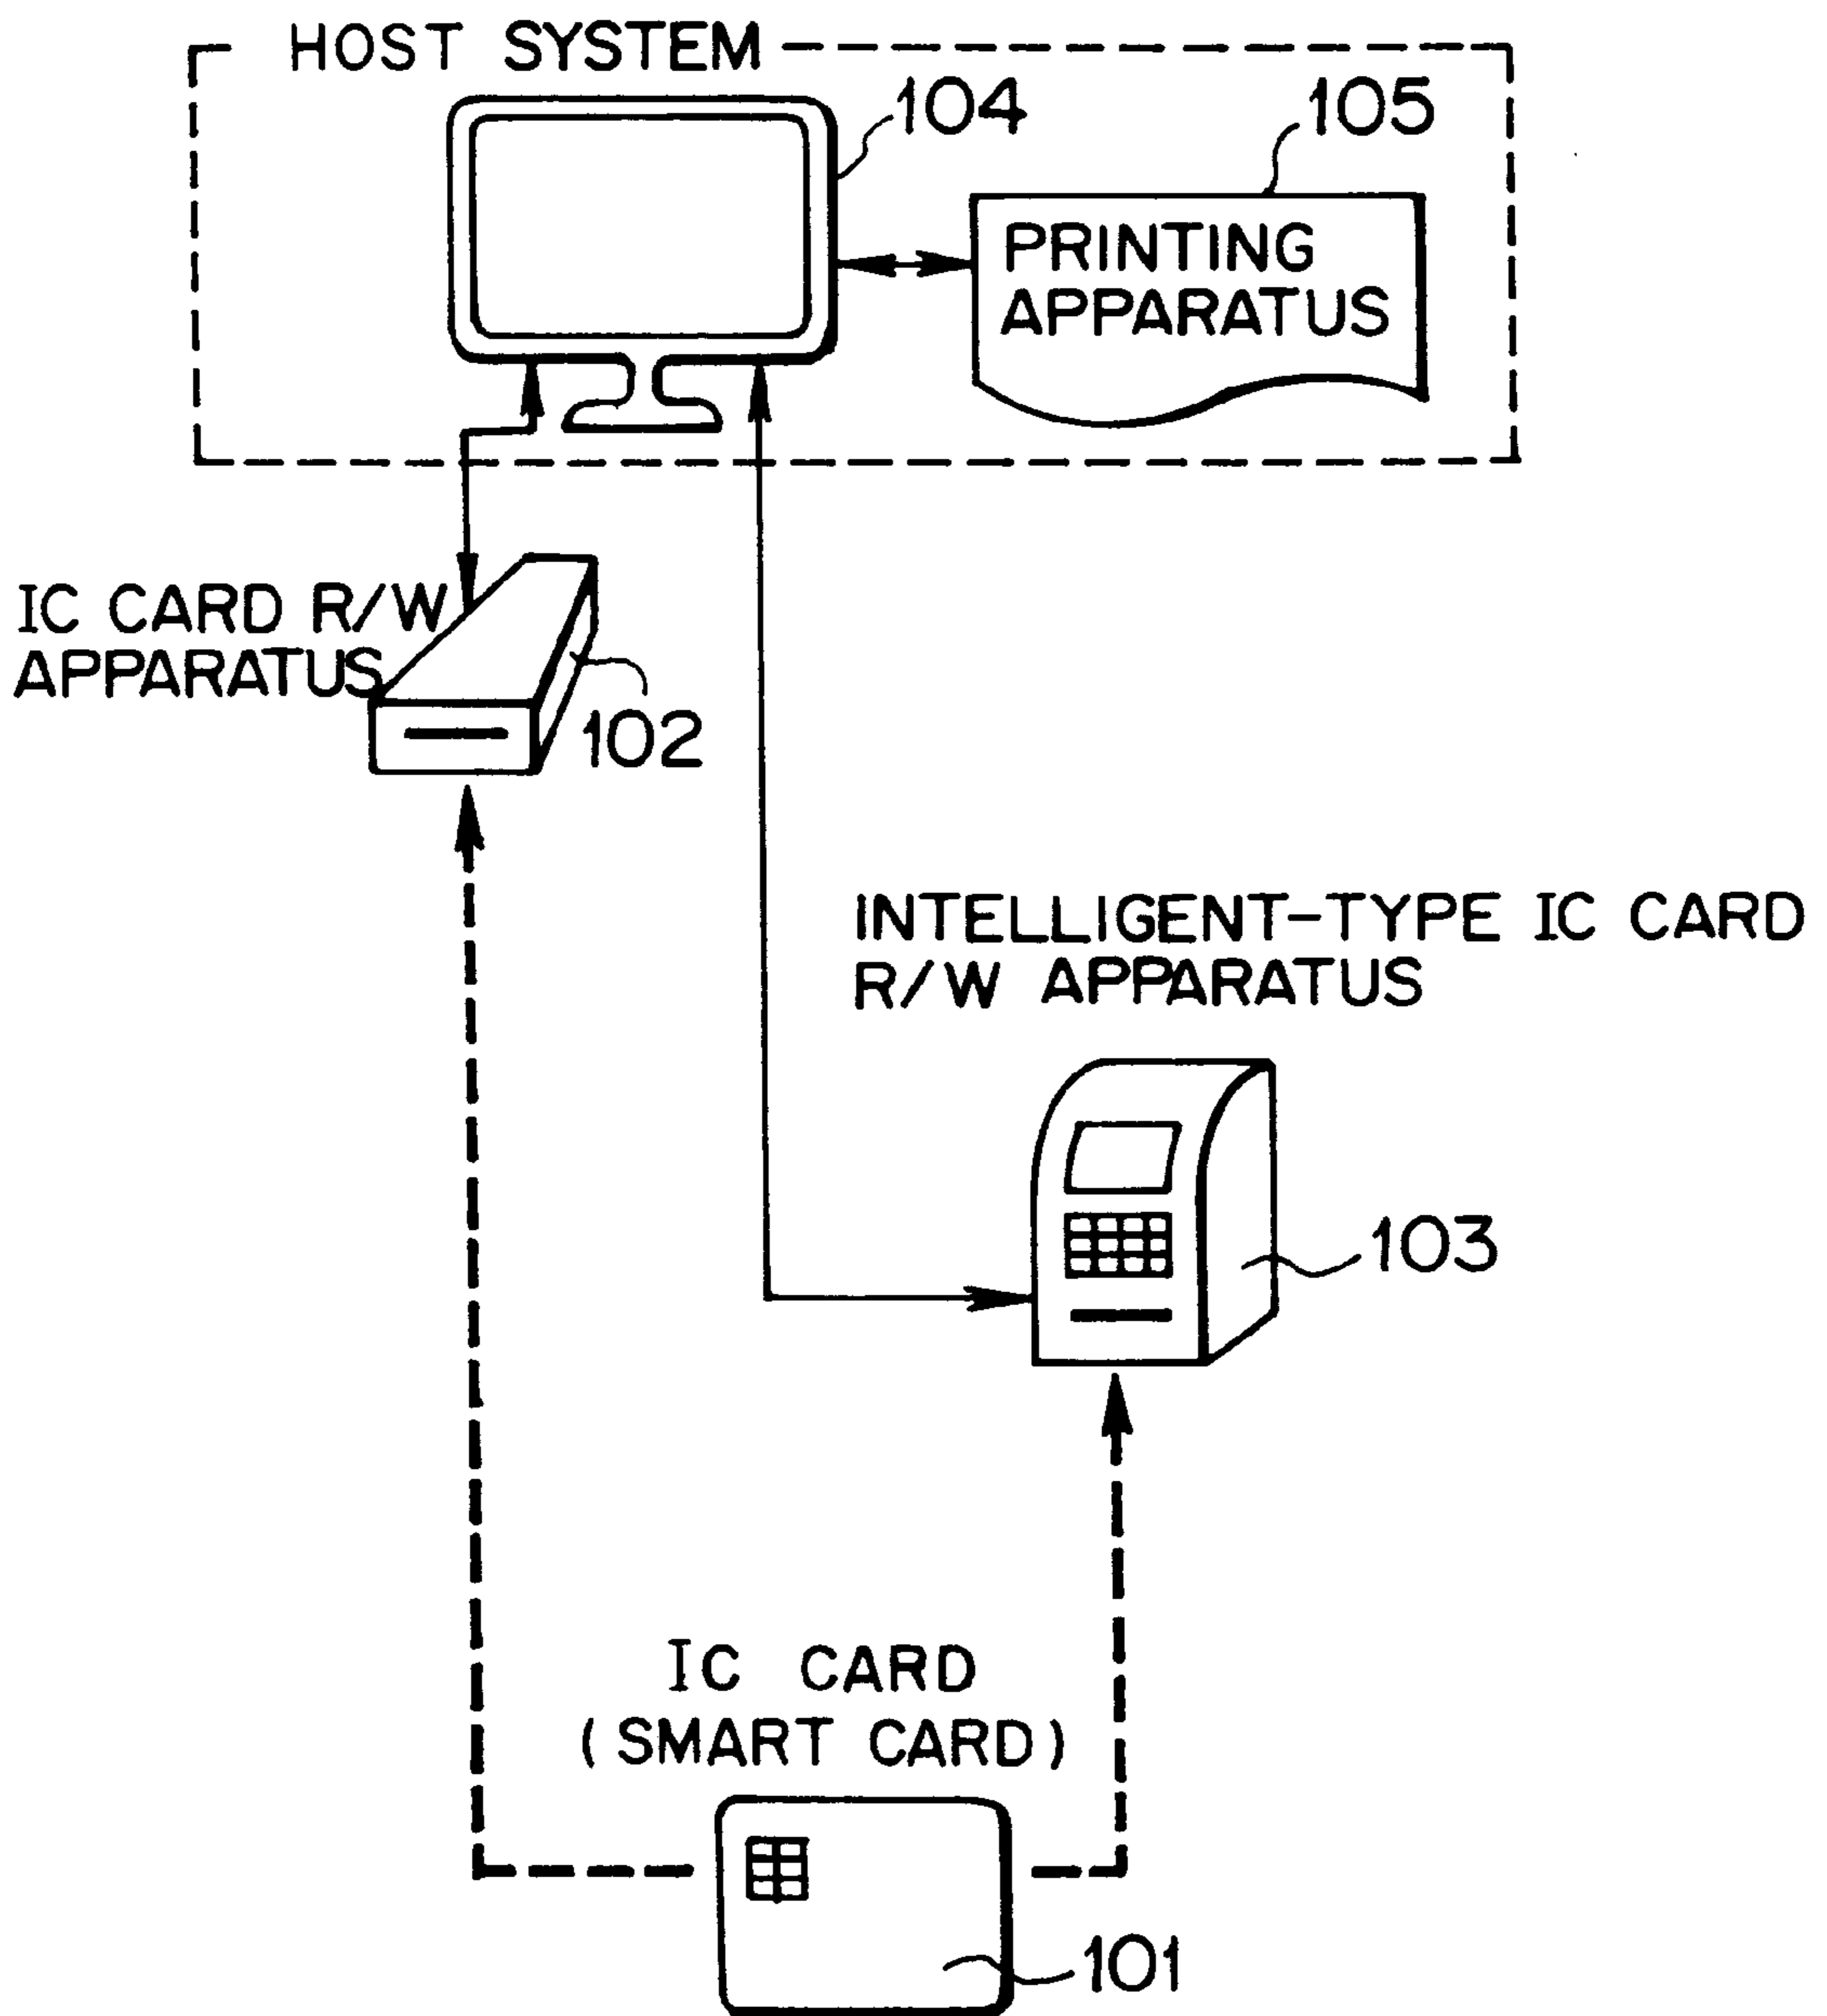 HOST SYSTEM
104
105
PRINTING
APPARATUS
IC CARD R/W
APPARATUS
102
INTELLIGENT-TYPE IC CARD
R/W APPARATUS
103
IC CARD
(SMART CARD)
101